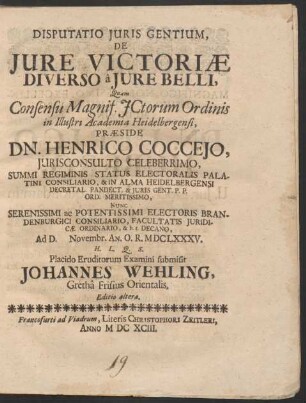 DISPUTATIO JURIS GENTIUM,
DE
JURE VICTORIÆ
DIVERSO à JURE BELLI,
Quam
Consensu Magnif. JCtorum Ordinis
in Illustri Academia Heidelbergensi,
PRÆSIDE
DN. HENRICO COCCEJO,
JURISCONSULTO CELEBERRIMO,
SUMMI REGIMINIS STATUS ELECTORALIS PALA-
TINI CONSILIARIO, & IN ALMA HEIDELBERGENSI
DECRETAL. PANDECT. & JURIS GENT. P. P.
ORD. MERITISSIMO,
NUNC
SERENISSIMI ac POTENTISSIMI ELECTORIS BRAN-
DENBURGICI CONSILIARIO, FACULTATIS JURIDI-
CÆ ORDINARIO, & h. t. DECANO,
Ad D. Novembr. An. O. R. MDCLXXXV.
H. L. Q. S.
Placido Eruditorum Examini submisit
JOHANNES WEHLING,
Grethâ Frisius Orientalis,
Editio altera,
Francofurti ad Viadrum, Literis CHRISTOPHORI ZEITLERI,
ANNO M DC XCIII.
19